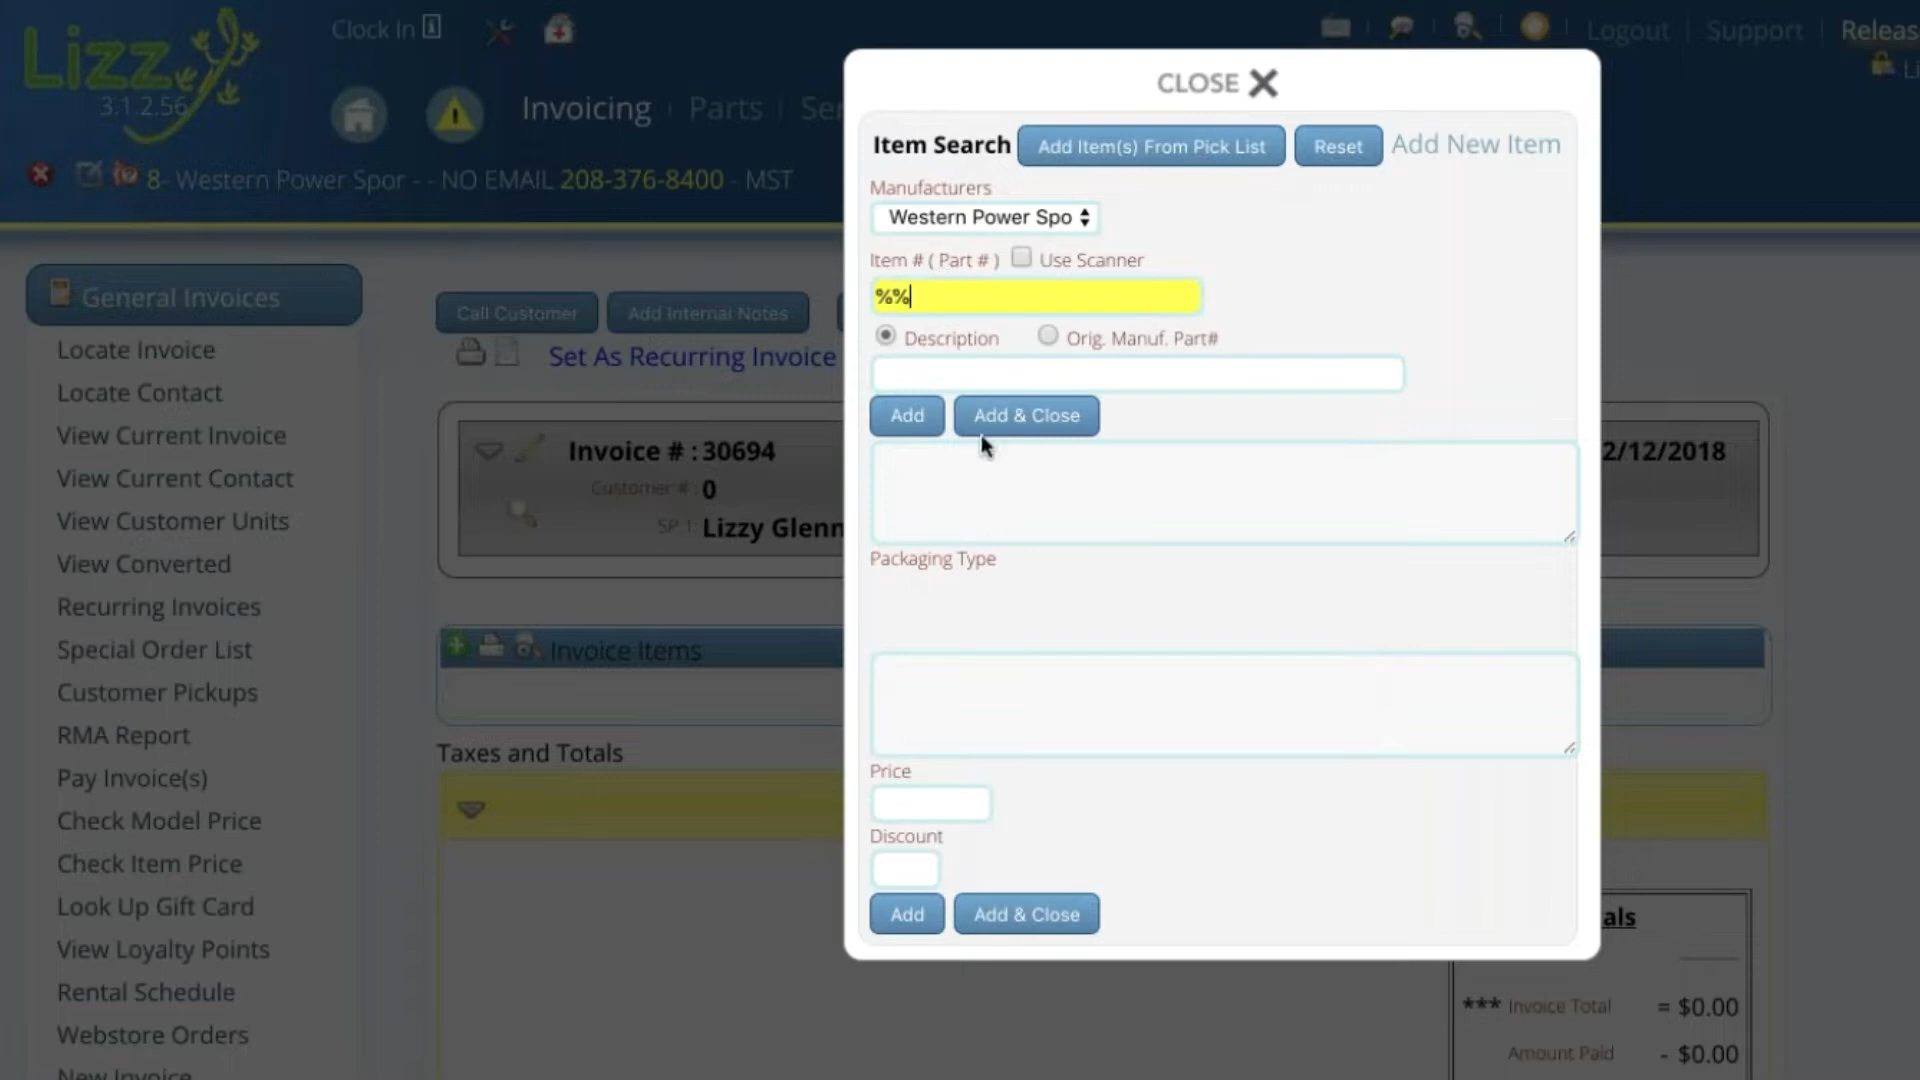 Lizzy
3.1.2.56
Clock In
Logout
Support
Releas
Li
Invoicing
Parts
Ser
8- Western Power Spor - - NO EMAIL 208-376-8400 - MST
General Invoices
Locate Invoice
Locate Contact
View Current Invoice
View Current Contact
View Customer Units
View Converted
Recurring Invoices
Special Order List
Customer Pickups
RMA Report
Pay Invoice(s)
Check Model Price
Check Item Price
Look Up Gift Card
View Loyalty Points
Rental Schedule
Webstore Orders
New Invoice
Call Customer
Add Internal Notes
Set As Recurring Invoice
Invoice # : 30694
Customer # : 0
SP 1 Lizzy Glenn
2/12/2018
Invoice Items
Taxes and Totals
als
*** Invoice Total = $0.00
Amount Paid - $0.00
CLOSE
Item Search
Add Item(s) From Pick List
Reset
Add New Item
Manufacturers
Western Power Spo
Item # ( Part # )
Use Scanner
%%
Description
Orig. Manuf. Part#
Add
Add & Close
Packaging Type
Price
Discount
Add
Add & Close